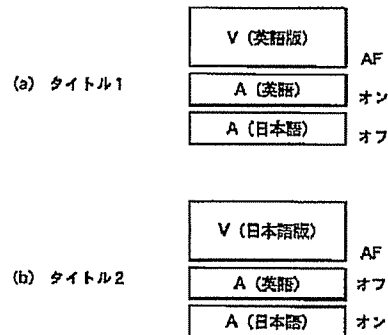 V (英語版)
AF
(a) タイトル1
A (英語)
オン
A (日本語)
オフ
V (日本語版)
AF
(b) タイトル2
A (英語)
オフ
A (日本語)
オン